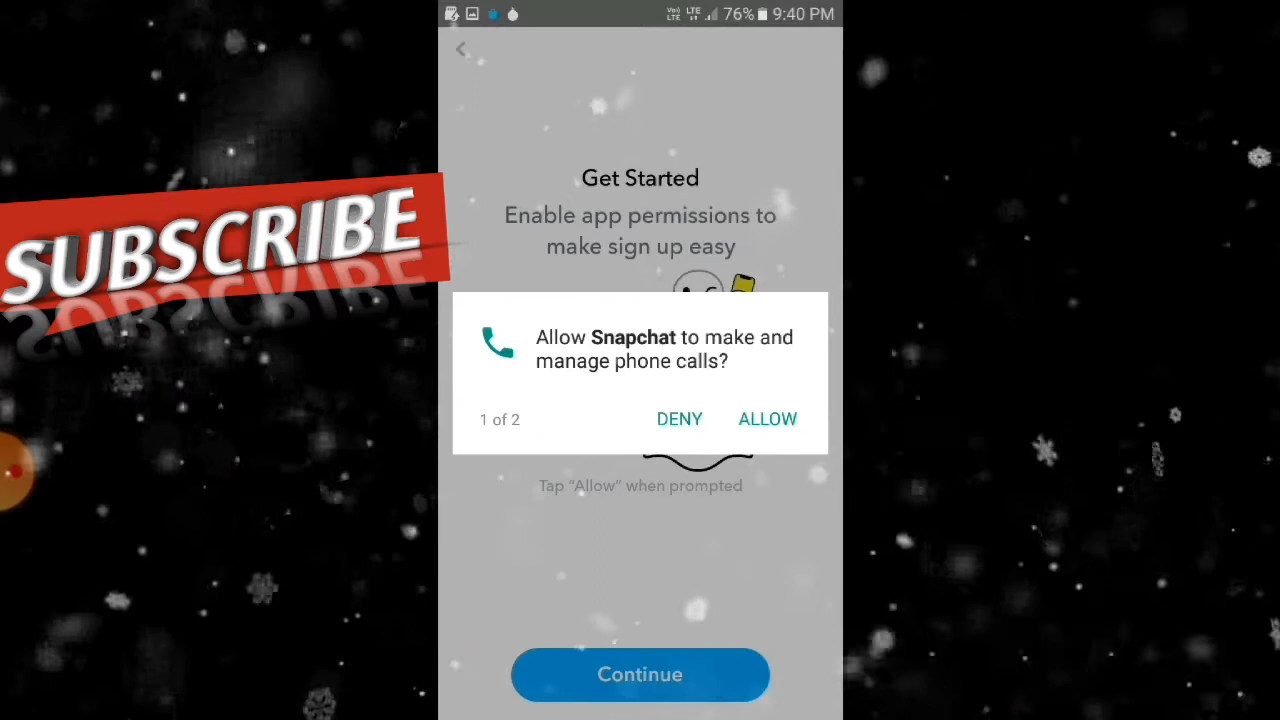 76% 9:40 PM
SUBSCRIBE
Get Started
Enable app permissions to
make sign up easy
Allow Snapchat to make and
manage phone calls?
1 of 2 DENY ALLOW
Tap “Allow” when prompted
Continue